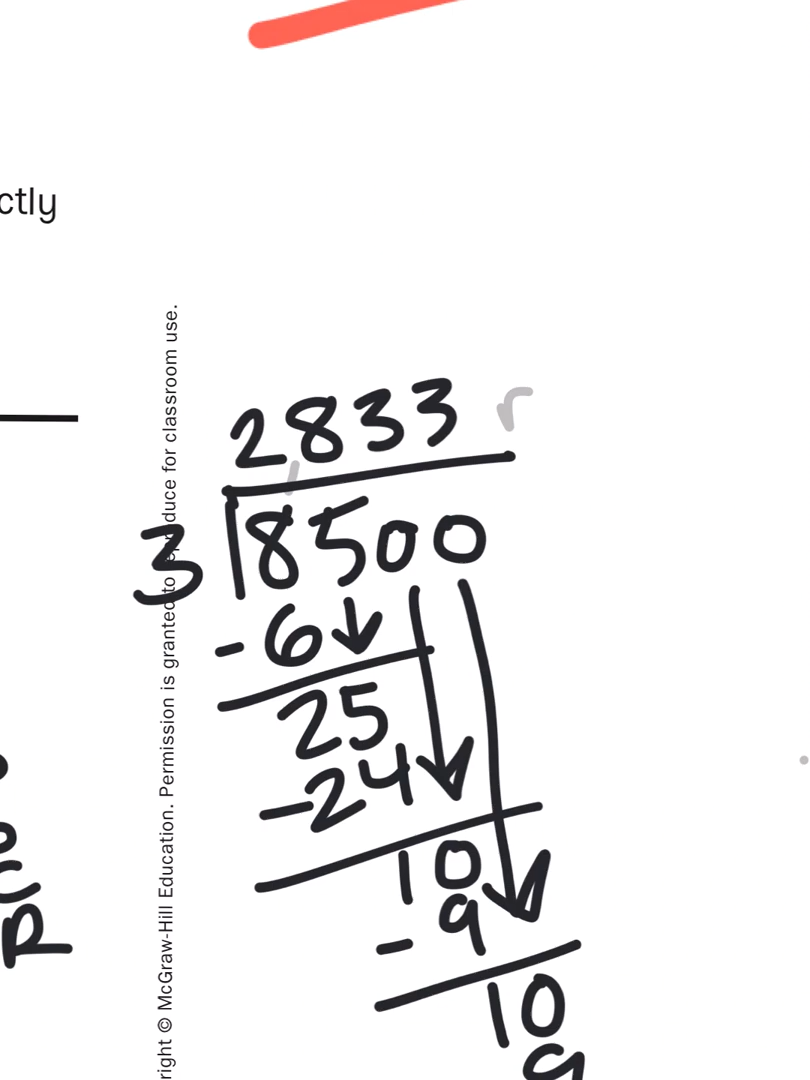 ctly
right © McGraw-Hill Education. Permission is granted to reproduce for classroom use.
2833 r
3 8500
- 6
25
- 24
10
- 9
10
9